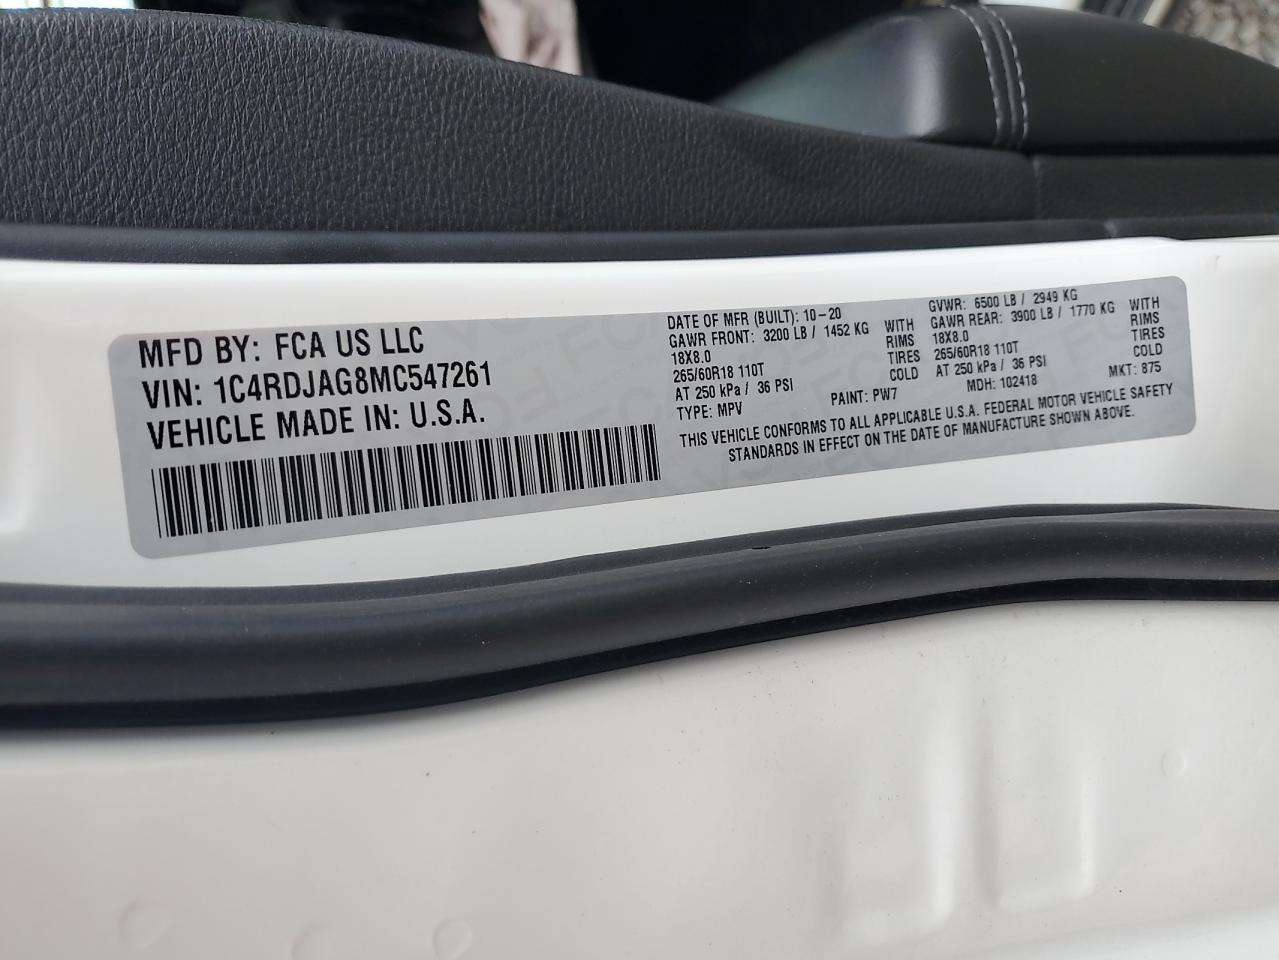 MFD BY: FCA US LLC
VIN: 1C4RDJAG8MC547261
VEHICLE MADE IN: U.S.A.
DATE OF MFR (BUILT): 10-20
GAWR FRONT: 3200 LB / 1452 KG WITH
18X8.0 RIMS
265/60R18 110T TIRES
AT 250 kPa / 36 PSI COLD
TYPE: MPV PAINT: PW7
GVWR: 6500 LB / 2949 KG
GAWR REAR: 3900 LB / 1770 KG WITH
18X8.0 RIMS
265/60R18 110T TIRES
AT 250 kPa / 36 PSI COLD
MDH: 102418 MKT: 875
THIS VEHICLE CONFORMS TO ALL APPLICABLE U.S.A. FEDERAL MOTOR VEHICLE SAFETY
STANDARDS IN EFFECT ON THE DATE OF MANUFACTURE SHOWN ABOVE.